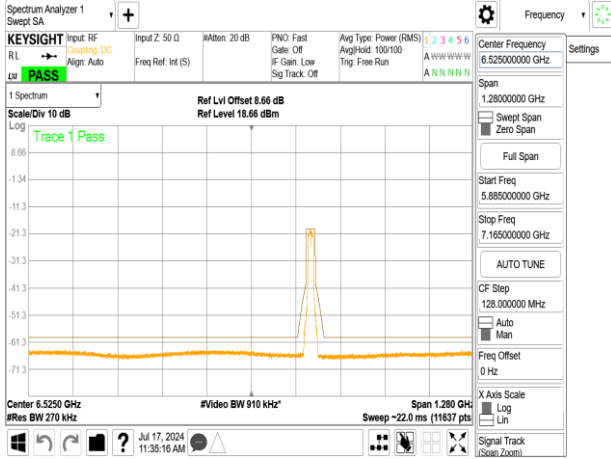 Spectrum Analyzer 1
Swept SA
+
Frequency
KEYSIGHT
RL
LXI
PASS
Input: RF
Coupling: DC
Align: Auto
Input Z: 50 Ω
Freq Ref: Int (S)
#Atten: 20 dB
PNO: Fast
Gate: Off
IF Gain: Low
Sig Track: Off
Avg Type: Power (RMS)
Avg|Hold: 100/100
Trig: Free Run
1 2 3 4 5 6
A W W W W W
A N N N N N
1 Spectrum
Scale/Div 10 dB
Ref Lvl Offset 8.66 dB
Ref Level 18.66 dBm
Log
Trace 1 Pass
8.66
-1.34
-11.3
-21.3
-31.3
-41.3
-51.3
-61.3
-71.3
Center 6.5250 GHz
#Res BW 270 kHz
#Video BW 910 kHz*
Span 1.280 GHz
Sweep ~22.0 ms (11637 pts
Jul 17, 2024
11:35:16 AM
?
Center Frequency
6.525000000 GHz
Settings
Span
1.28000000 GHz
Swept Span
Zero Span
Full Span
Start Freq
5.885000000 GHz
Stop Freq
7.165000000 GHz
AUTO TUNE
CF Step
128.000000 MHz
Auto
Man
Freq Offset
0 Hz
X Axis Scale
Log
Lin
Signal Track
(Span Zoom)